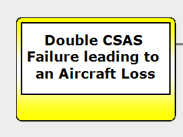 Double CSAS
Failure leading to
an Aircraft Loss